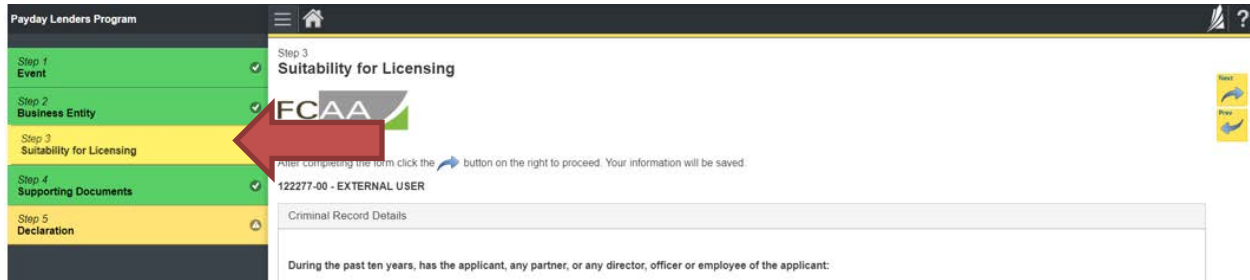 Payday Lenders Program
?
Step 1
Event
Step 2
Business Entity
Step 3
Suitability for Licensing
Step 4
Supporting Documents
Step 5
Declaration
Step 3
Suitability for Licensing
FCAA
After completing the form click the button on the right to proceed. Your information will be saved.
122277-00 - EXTERNAL USER
Criminal Record Details
During the past ten years, has the applicant, any partner, or any director, officer or employee of the applicant:
Next
Prev